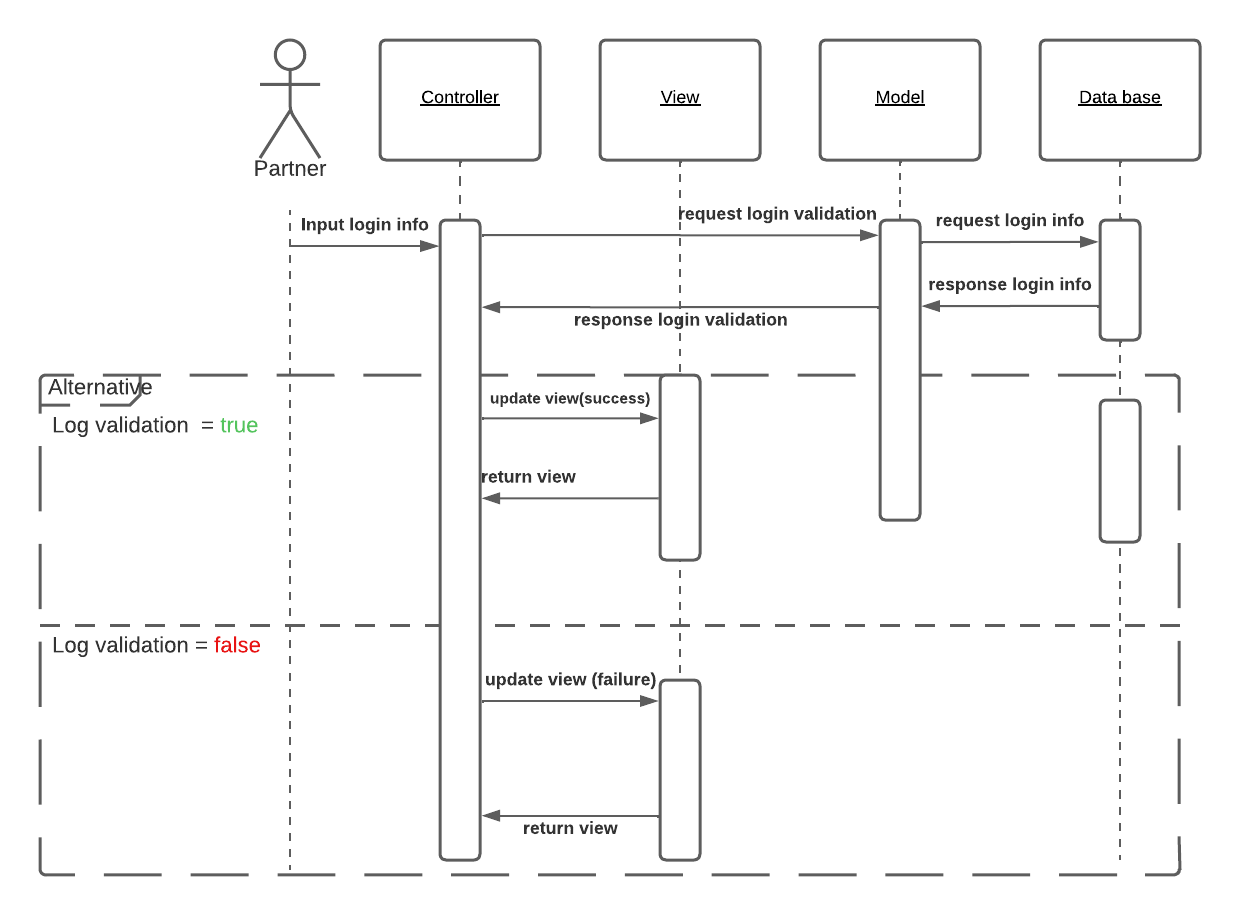 Controller
View
Model
Data base
Partner
Input login info
request login validation
request login info
response login info
response login validation
Alternative
Log validation  = true
update view(success)
return view
Log validation = false
update view (failure)
return view